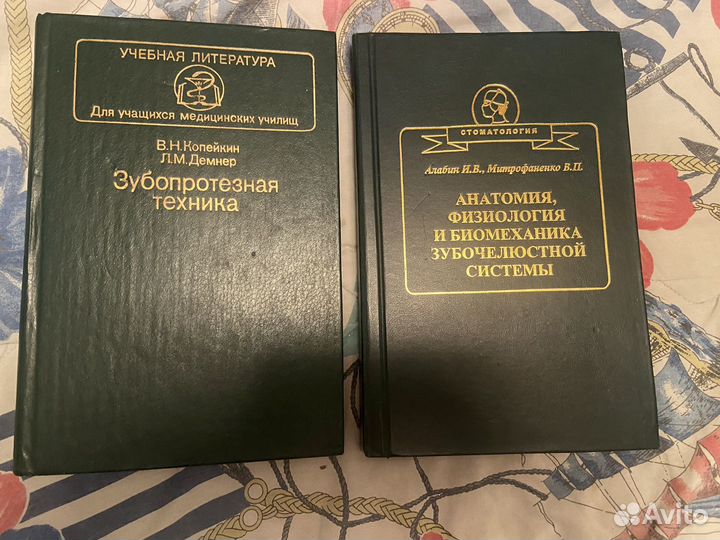 УЧЕБНАЯ ЛИТЕРАТУРА
Для учащихся медицинских училищ
В.Н.Копейкин
Л.М.Демнер
Зубопротезная
техника
СТОМАТОЛОГИЯ
Алабин И.В., Митрофаненко В.П.
АНАТОМИЯ,
ФИЗИОЛОГИЯ
И БИОМЕХАНИКА
ЗУБОЧЕЛЮСТНОЙ
СИСТЕМЫ
Avito